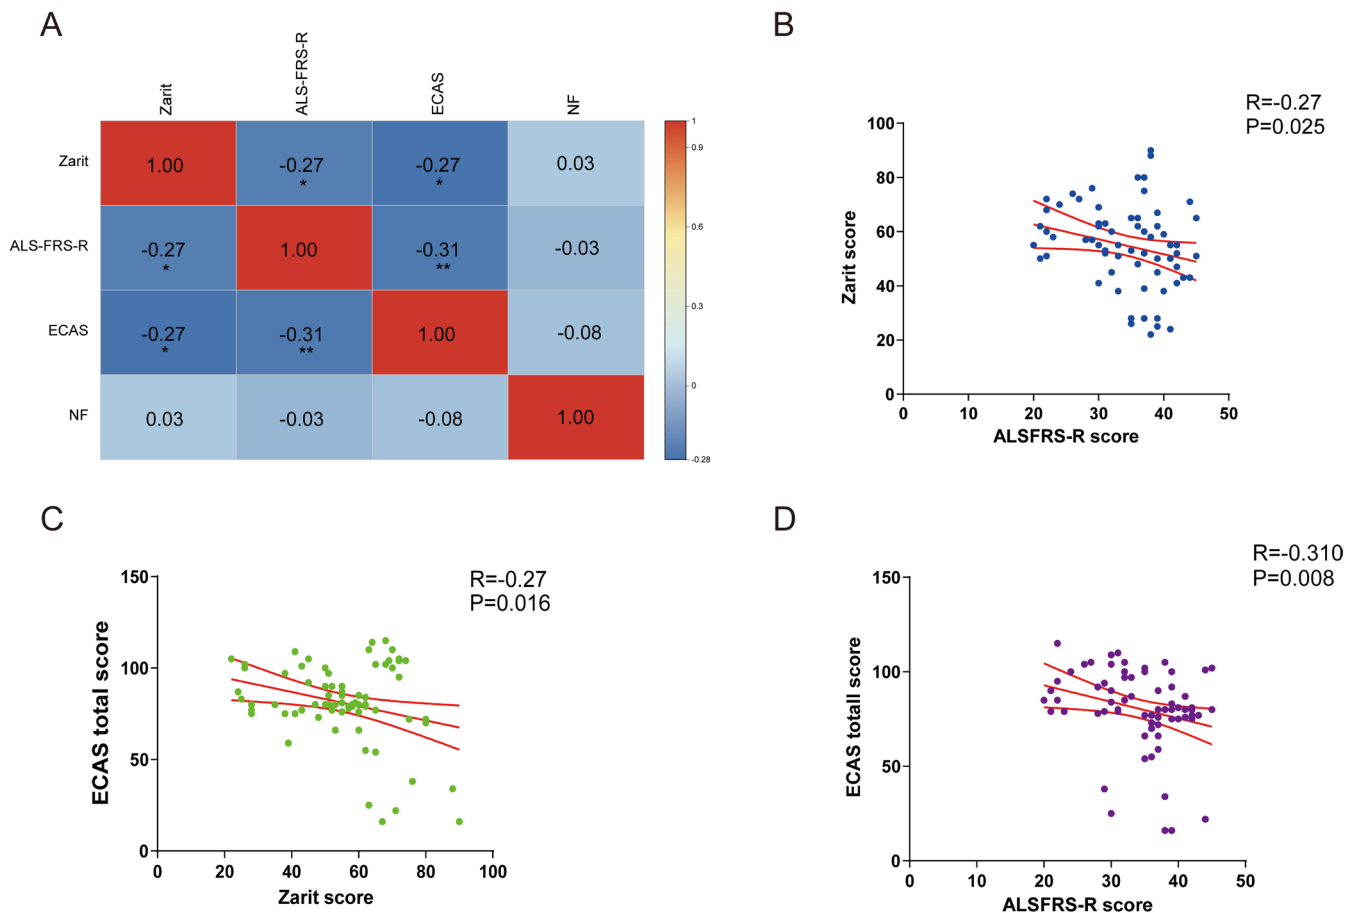 A
Zarit
ALS-FRS-R
ECAS
NF
Zarit
1.00
-0.27
*
-0.27
*
0.03
ALS-FRS-R
-0.27
*
1.00
-0.31
**
-0.03
ECAS
-0.27
*
-0.31
**
1.00
-0.08
NF
0.03
-0.03
-0.08
1.00
1
0.9
0.6
0.3
0
-0.28
B
R=-0.27
P=0.025
Zarit score
100
80
60
40
20
0
0 10 20 30 40 50
ALSFRS-R score
C
R=-0.27
P=0.016
ECAS total score
150
100
50
0
0 20 40 60 80 100
Zarit score
D
R=-0.310
P=0.008
ECAS total score
150
100
50
0
0 10 20 30 40 50
ALSFRS-R score